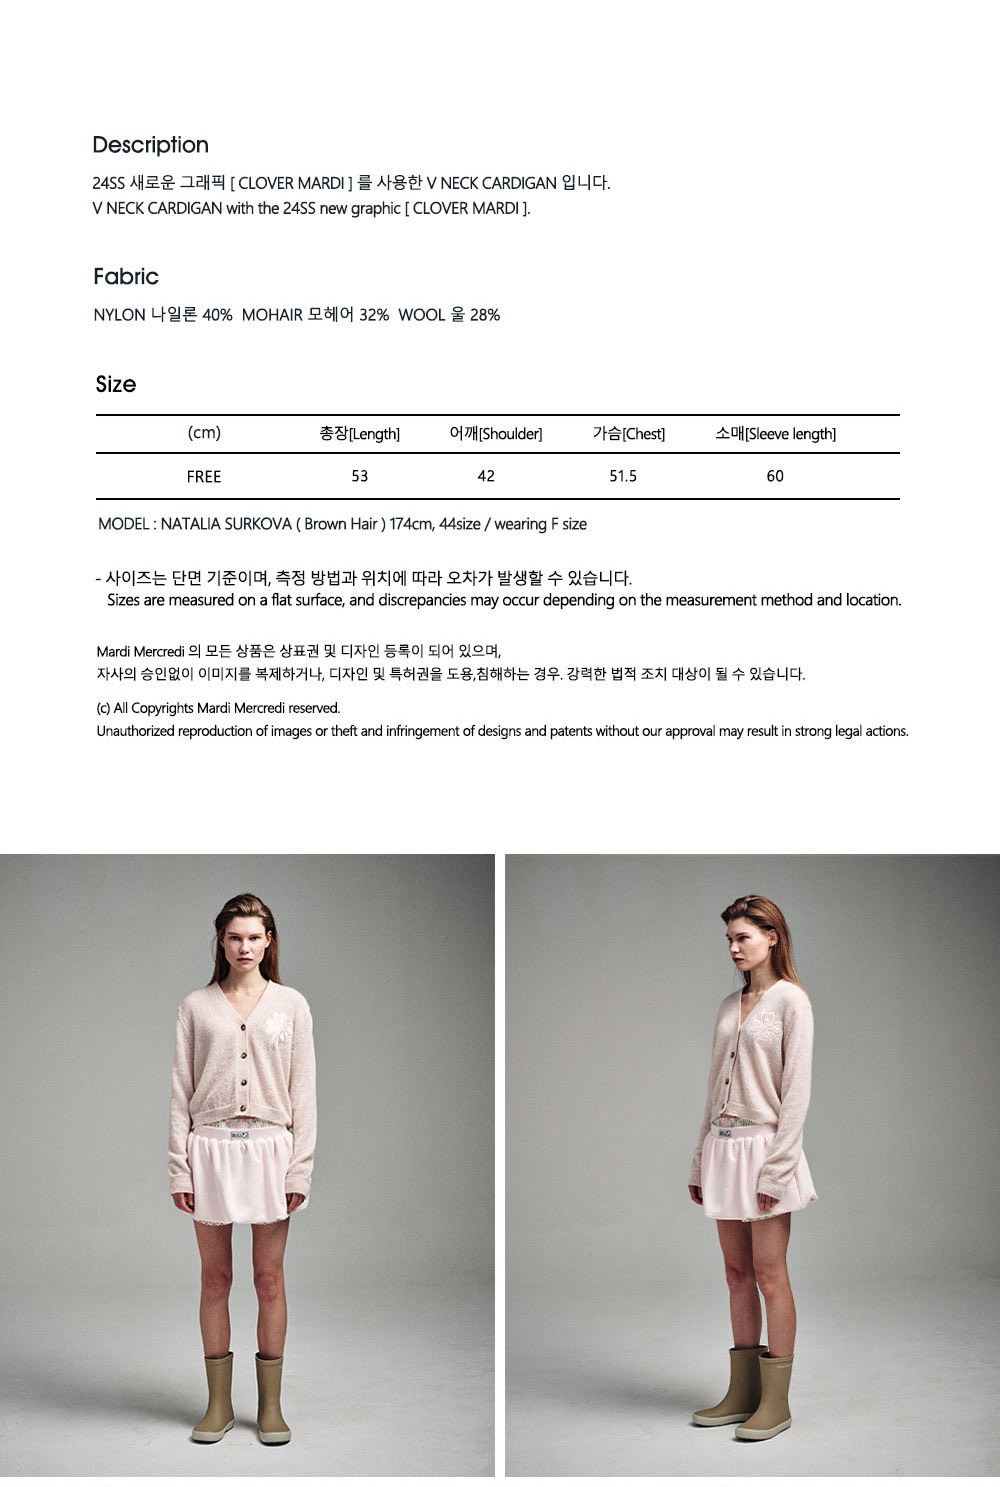 Description
24SS 새로운 그래픽 [ CLOVER MARDI ] 를 사용한 V NECK CARDIGAN 입니다.
V NECK CARDIGAN with the 24SS new graphic [ CLOVER MARDI ].
Fabric
NYLON 나일론 40%  MOHAIR 모헤어 32%  WOOL 울 28%
Size
(cm) 총장[Length] 어깨[Shoulder] 가슴[Chest] 소매[Sleeve length]
FREE 53 42 51.5 60
MODEL : NATALIA SURKOVA ( Brown Hair ) 174cm, 44size / wearing F size
- 사이즈는 단면 기준이며, 측정 방법과 위치에 따라 오차가 발생할 수 있습니다.
Sizes are measured on a flat surface, and discrepancies may occur depending on the measurement method and location.
Mardi Mercredi 의 모든 상품은 상표권 및 디자인 등록이 되어 있으며,
자사의 승인없이 이미지를 복제하거나, 디자인 및 특허권을 도용,침해하는 경우. 강력한 법적 조치 대상이 될 수 있습니다.
(c) All Copyrights Mardi Mercredi reserved.
Unauthorized reproduction of images or theft and infringement of designs and patents without our approval may result in strong legal actions.